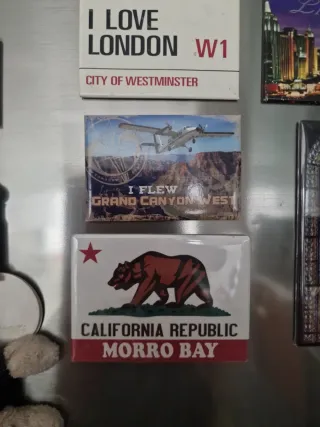 I LOVE
LONDON W1
CITY OF WESTMINSTER
I FLEW
GRAND CANYON WEST
CALIFORNIA REPUBLIC
MORRO BAY